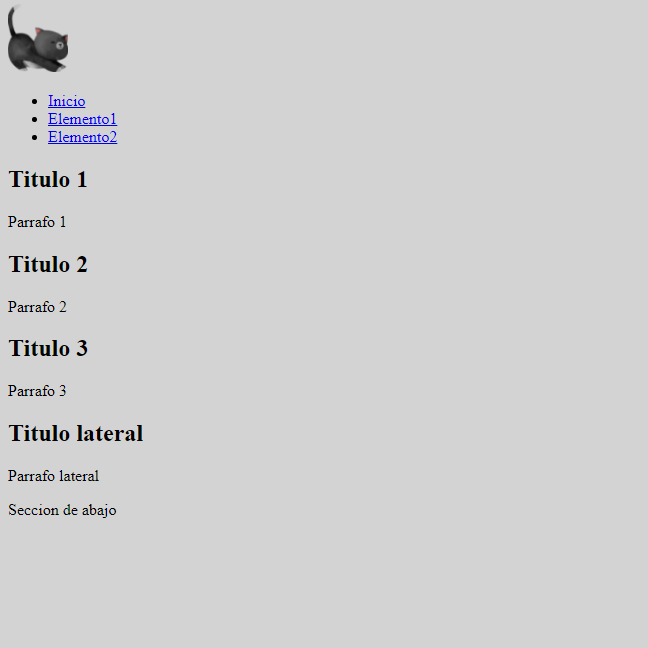 Inicio
Elemento1
Elemento2
Titulo 1
Parrafo 1
Titulo 2
Parrafo 2
Titulo 3
Parrafo 3
Titulo lateral
Parrafo lateral
Seccion de abajo